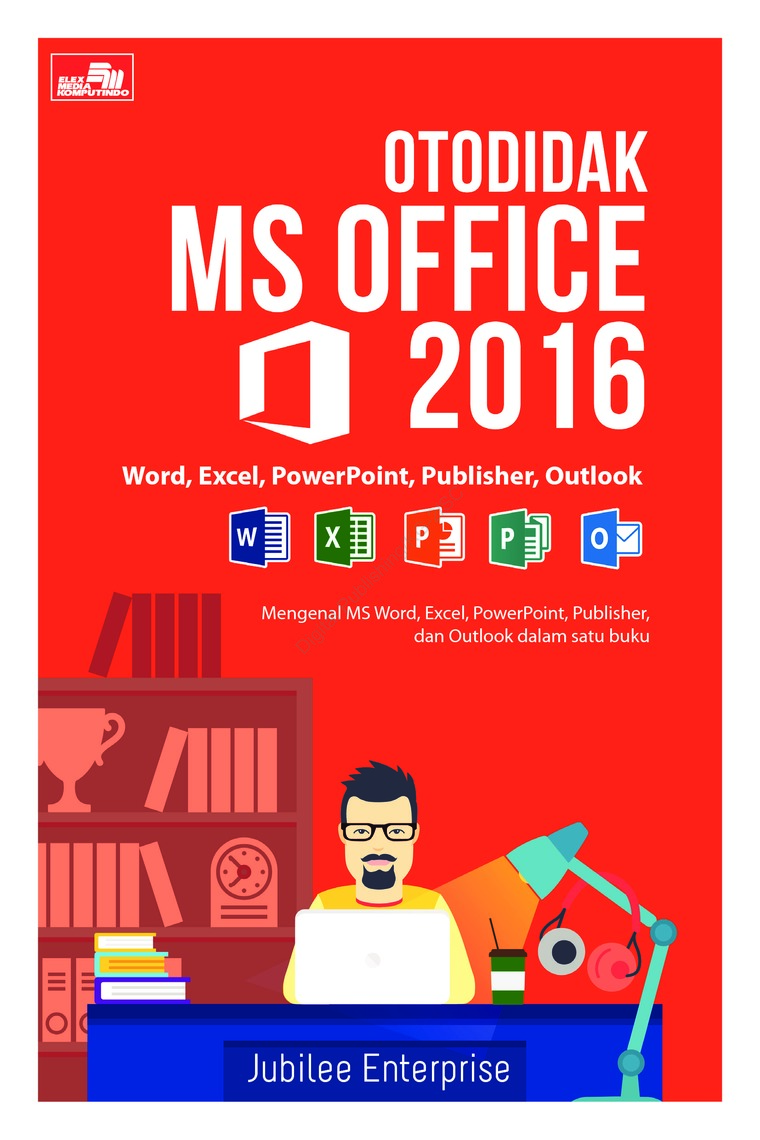 ELEX
MEDIA
KOMPUTINDO
OTODIDAK
MS OFFICE
2016
Word, Excel, PowerPoint, Publisher, Outlook
W X P P O
Mengenal MS Word, Excel, PowerPoint, Publisher,
dan Outlook dalam satu buku
Jubilee Enterprise